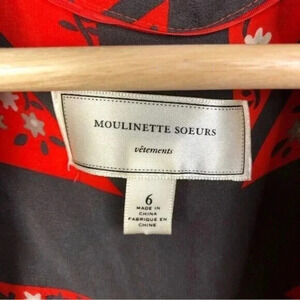 MOULINETTE SOEURS
vêtements
6
MADE IN
CHINA
FABRIQUÉ EN
CHINE